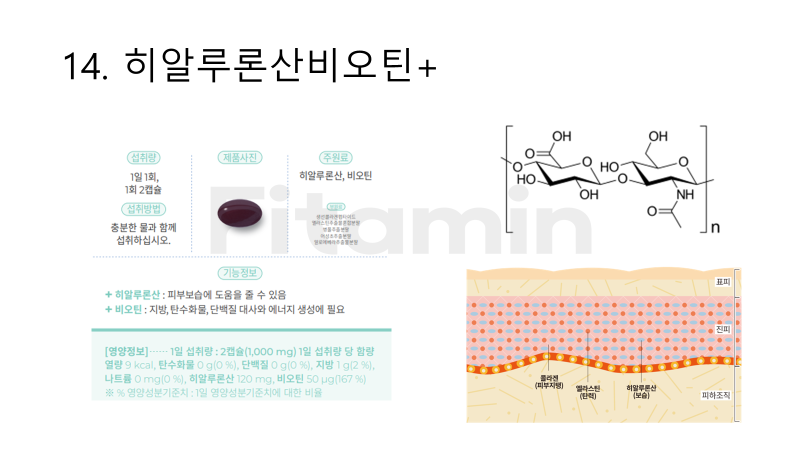 14. 히알루론산비오틴+
섭취량
1일 1회,
1회 2캡슐
섭취방법
충분한 물과 함께
섭취하십시오.
제품사진
주원료
히알루론산, 비오틴
부원료
Fitamin
기능정보
+ 히알루론산 : 피부보습에 도움을 줄 수 있음
+ 비오틴 : 지방, 탄수화물, 단백질 대사와 에너지 생성에 필요
[영양정보]······ 1일 섭취량 : 2캡슐(1,000 mg) 1일 섭취량 당 함량
열량 9 kcal, 탄수화물 0 g(0 %), 단백질 0 g(0 %), 지방 1 g(2 %),
나트륨 0 mg(0 %), 히알루론산 120 mg, 비오틴 50 µg(167 %)
※ % 영양성분기준치 : 1일 영양성분기준치에 대한 비율
OH
O
O
HO
OH
O
OH
HO
O
NH
O
n
표피
진피
피하조직
콜라겐
(피부지탱)
엘라스틴
(탄력)
히알루론산
(보습)